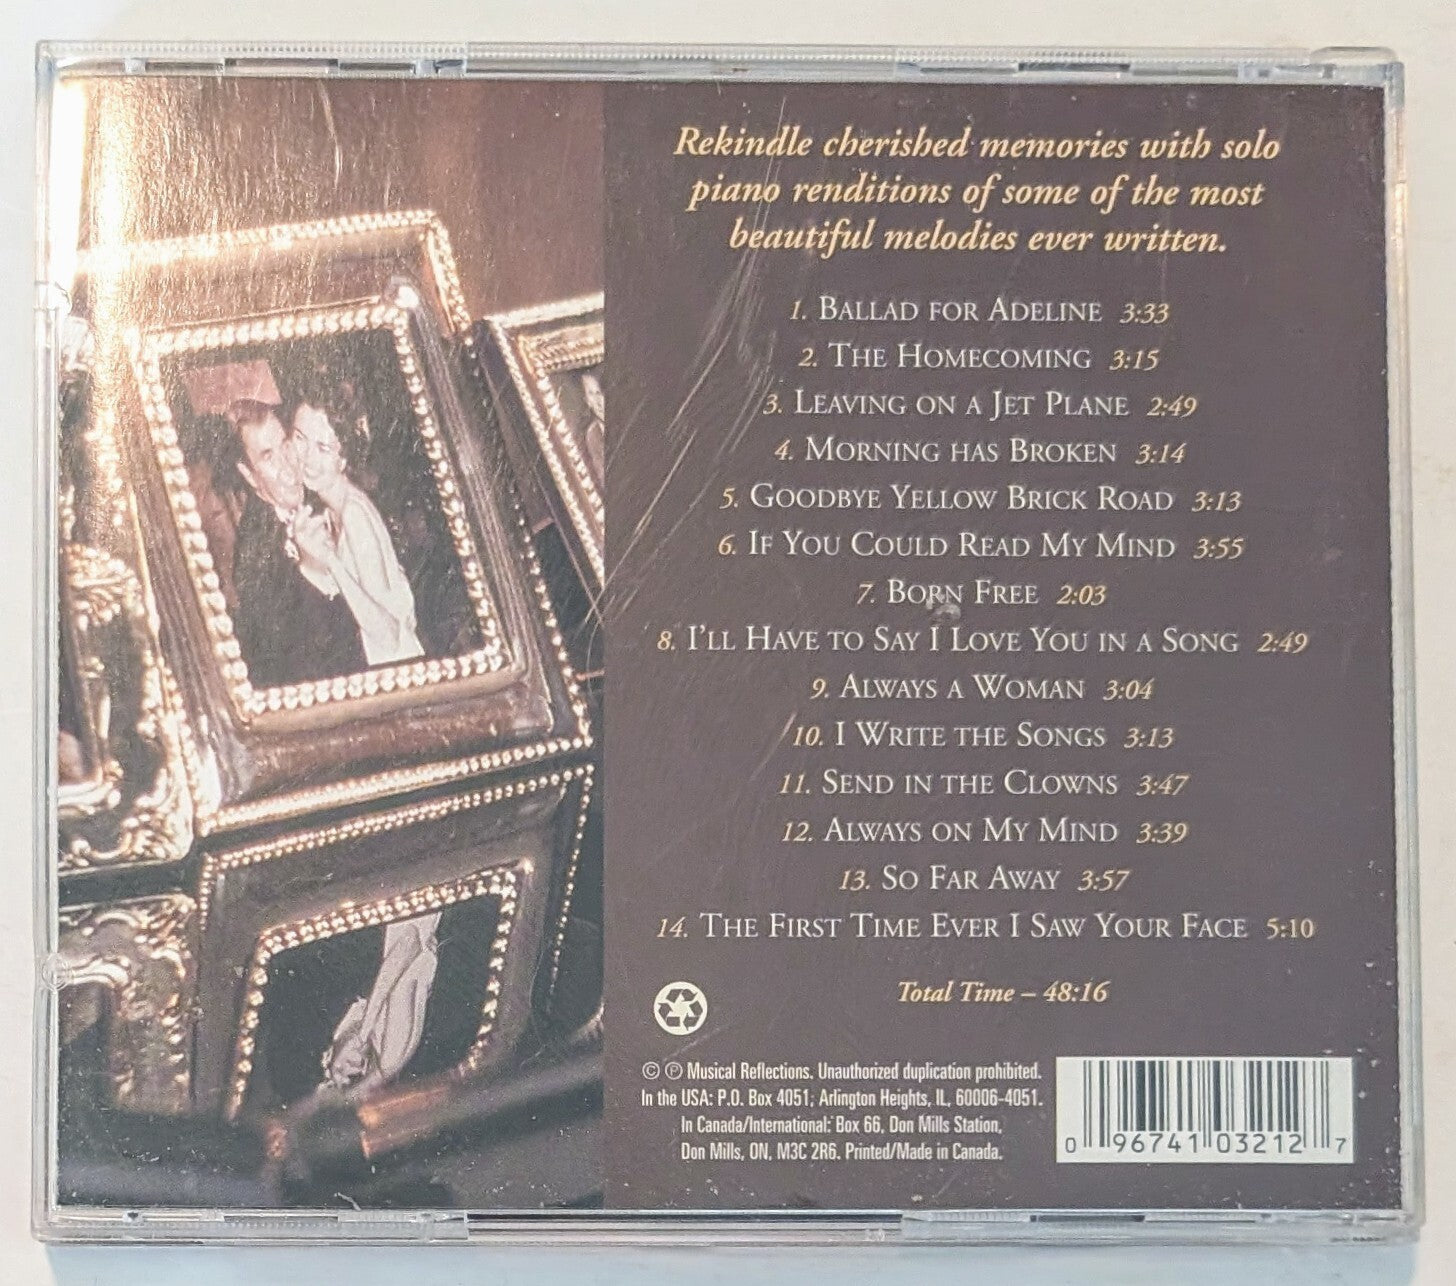 Rekindle cherished memories with solo
piano renditions of some of the most
beautiful melodies ever written.
1. BALLAD FOR ADELINE 3:33
2. THE HOMECOMING 3:15
3. LEAVING ON A JET PLANE 2:49
4. MORNING HAS BROKEN 3:14
5. GOODBYE YELLOW BRICK ROAD 3:13
6. IF YOU COULD READ MY MIND 3:55
7. BORN FREE 2:03
8. I'LL HAVE TO SAY I LOVE YOU IN A SONG 2:49
9. ALWAYS A WOMAN 3:04
10. I WRITE THE SONGS 3:13
11. SEND IN THE CLOWNS 3:47
12. ALWAYS ON MY MIND 3:39
13. SO FAR AWAY 3:57
14. THE FIRST TIME EVER I SAW YOUR FACE 5:10
Total Time – 48:16
© ℗ Musical Reflections. Unauthorized duplication prohibited.
In the USA: P.O. Box 4051, Arlington Heights, IL, 60006-4051.
In Canada/International: Box 66, Don Mills Station,
Don Mills, ON, M3C 2R6. Printed/Made in Canada.
0 96741 03212 7